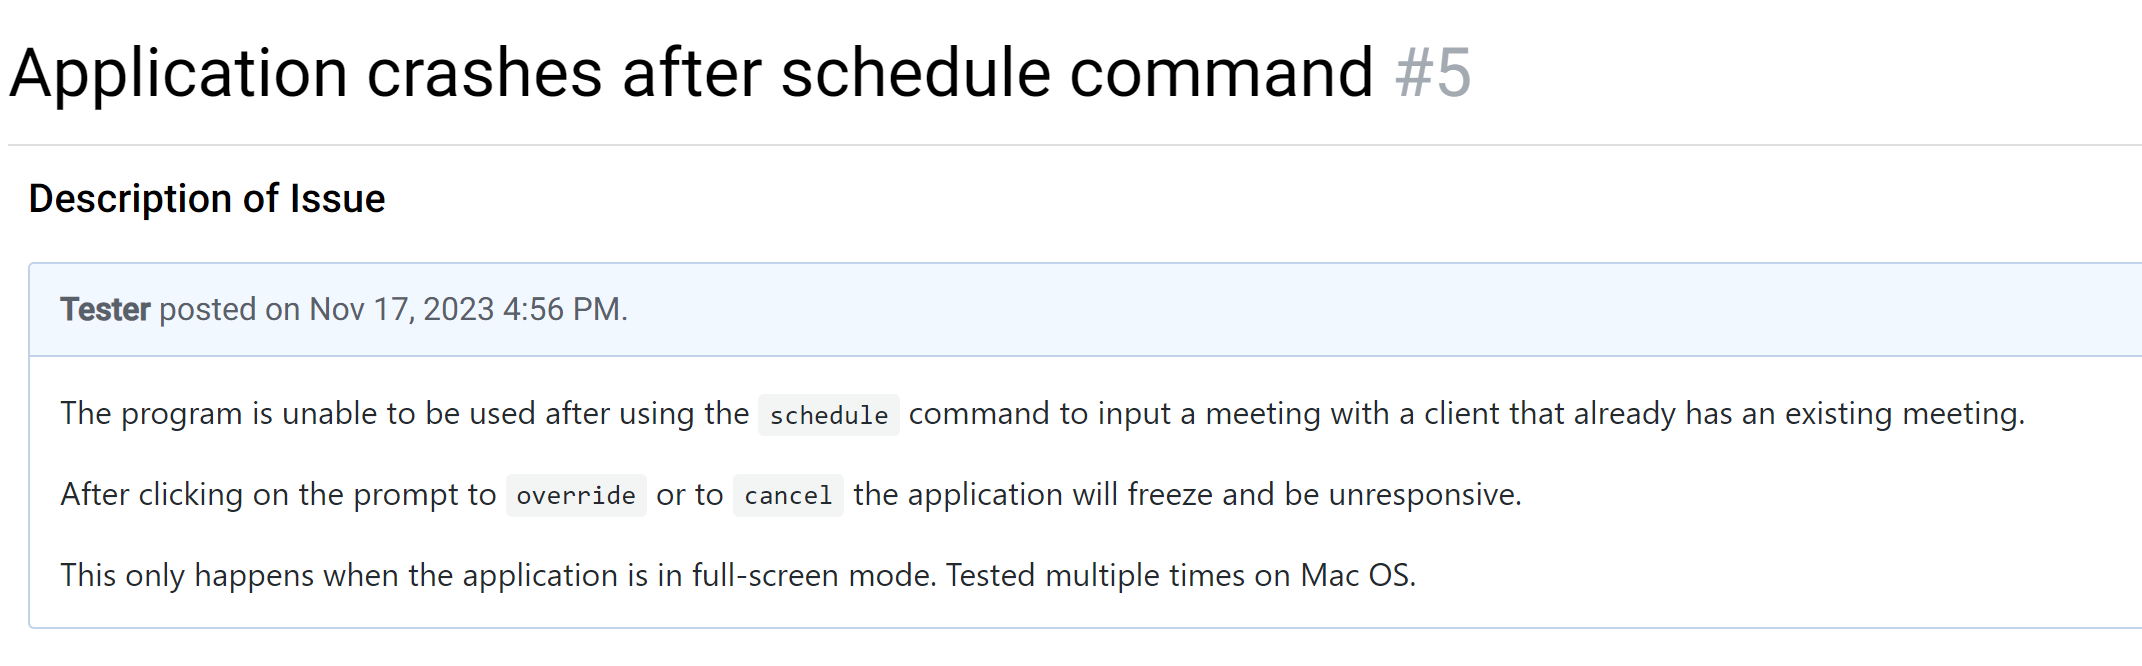 Application crashes after schedule command #5
Description of Issue
Tester posted on Nov 17, 2023 4:56 PM.
The program is unable to be used after using the schedule command to input a meeting with a client that already has an existing meeting.
After clicking on the prompt to override or to cancel the application will freeze and be unresponsive.
This only happens when the application is in full-screen mode. Tested multiple times on Mac OS.